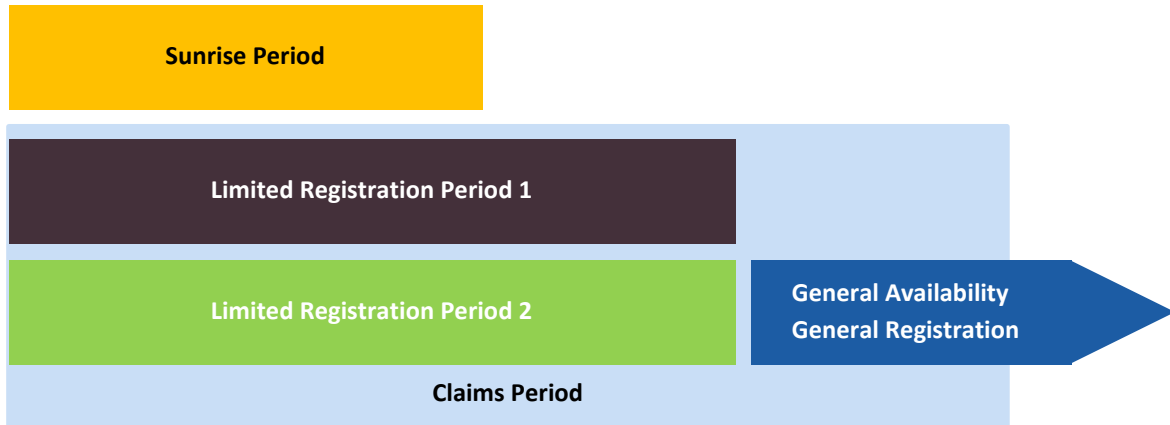 Sunrise Period
Limited Registration Period 1
Limited Registration Period 2
General Availability
General Registration
Claims Period